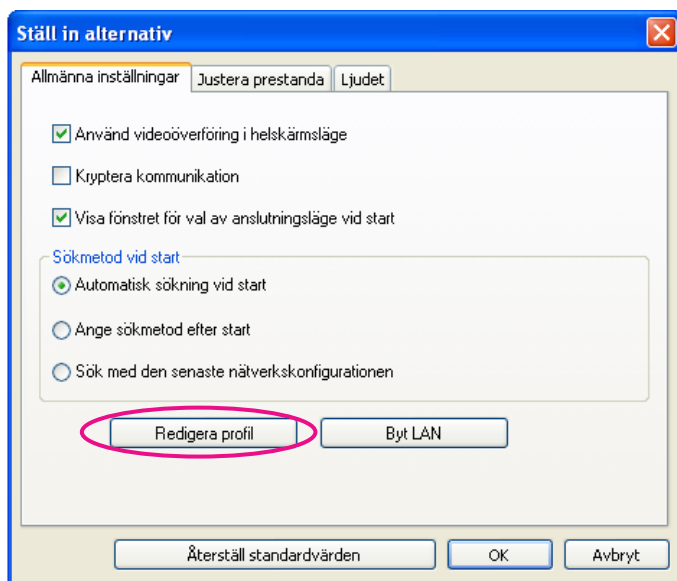 Ställ in alternativ
Allmänna inställningar Justera prestanda Ljudet
Använd videoöverföring i helskärmsläge
Kryptera kommunikation
Visa fönstret för val av anslutningsläge vid start
Sökmetod vid start
Automatisk sökning vid start
Ange sökmetod efter start
Sök med den senaste nätverkskonfigurationen
Redigera profil Byt LAN
Återställ standardvärden OK Avbryt